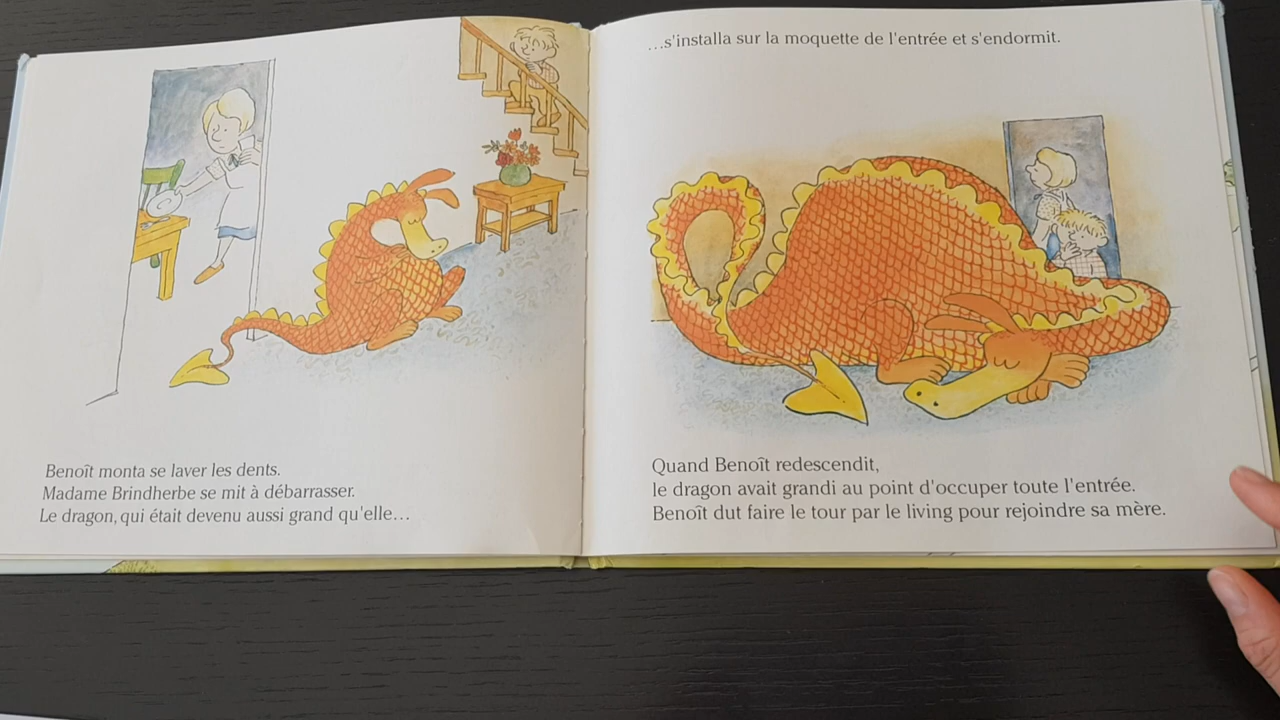 Benoît monta se laver les dents.
Madame Brindherbe se mit à débarrasser.
Le dragon, qui était devenu aussi grand qu'elle...
...s'installa sur la moquette de l'entrée et s'endormit.
Quand Benoît redescendit,
le dragon avait grandi au point d'occuper toute l'entrée.
Benoît dut faire le tour par le living pour rejoindre sa mère.